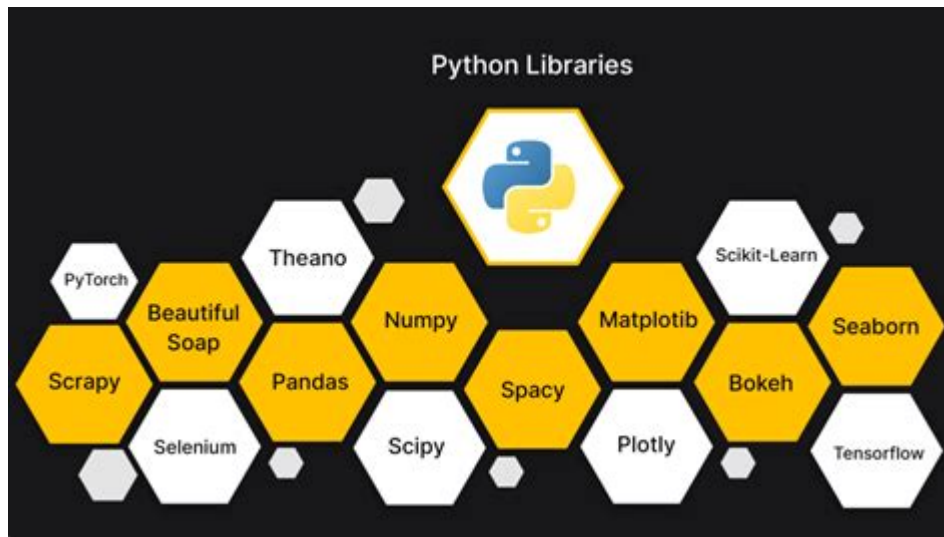 Python Libraries
Theano
Scikit-Learn
PyTorch
Beautiful
Soap
Numpy
Matplotib
Seaborn
Scrapy
Pandas
Spacy
Bokeh
Selenium
Scipy
Plotly
Tensorflow